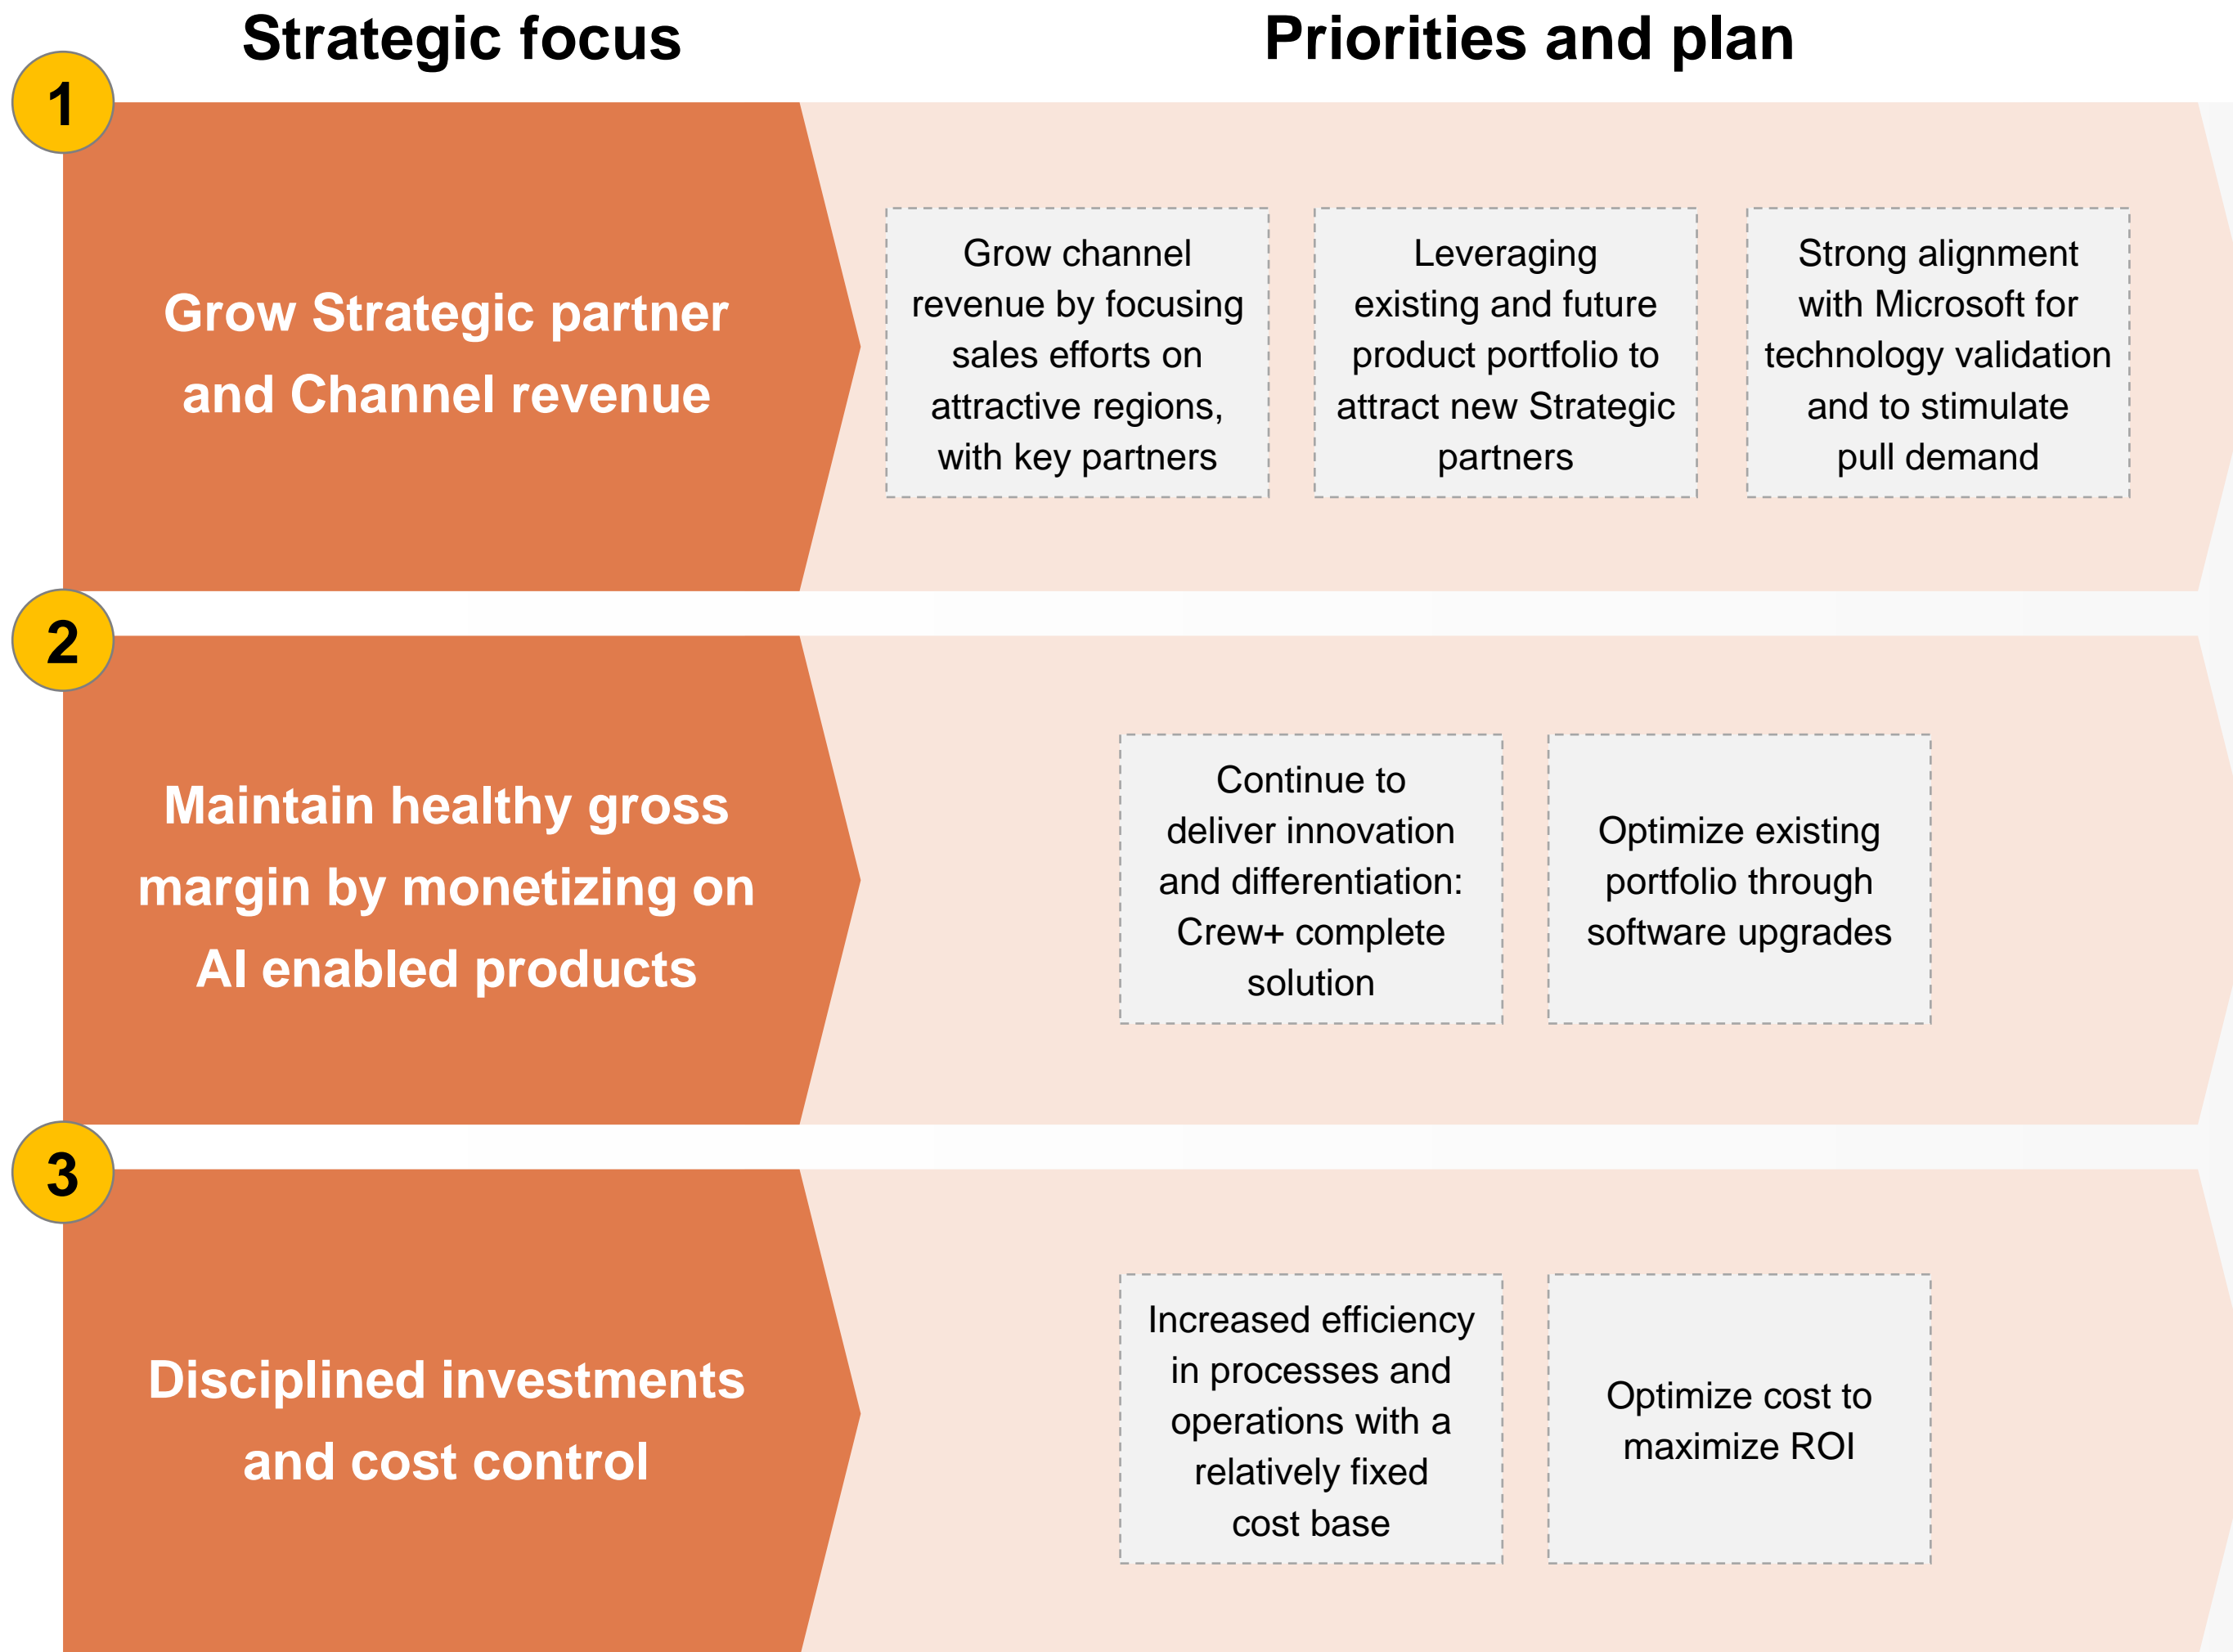 Strategic focus
Priorities and plan
1
Grow Strategic partner
and Channel revenue
Grow channel
revenue by focusing
sales efforts on
attractive regions,
with key partners
Leveraging
existing and future
product portfolio to
attract new Strategic
partners
Strong alignment
with Microsoft for
technology validation
and to stimulate
pull demand
2
Maintain healthy gross
margin by monetizing on
AI enabled products
Continue to
deliver innovation
and differentiation:
Crew+ complete
solution
Optimize existing
portfolio through
software upgrades
3
Disciplined investments
and cost control
Increased efficiency
in processes and
operations with a
relatively fixed
cost base
Optimize cost to
maximize ROI